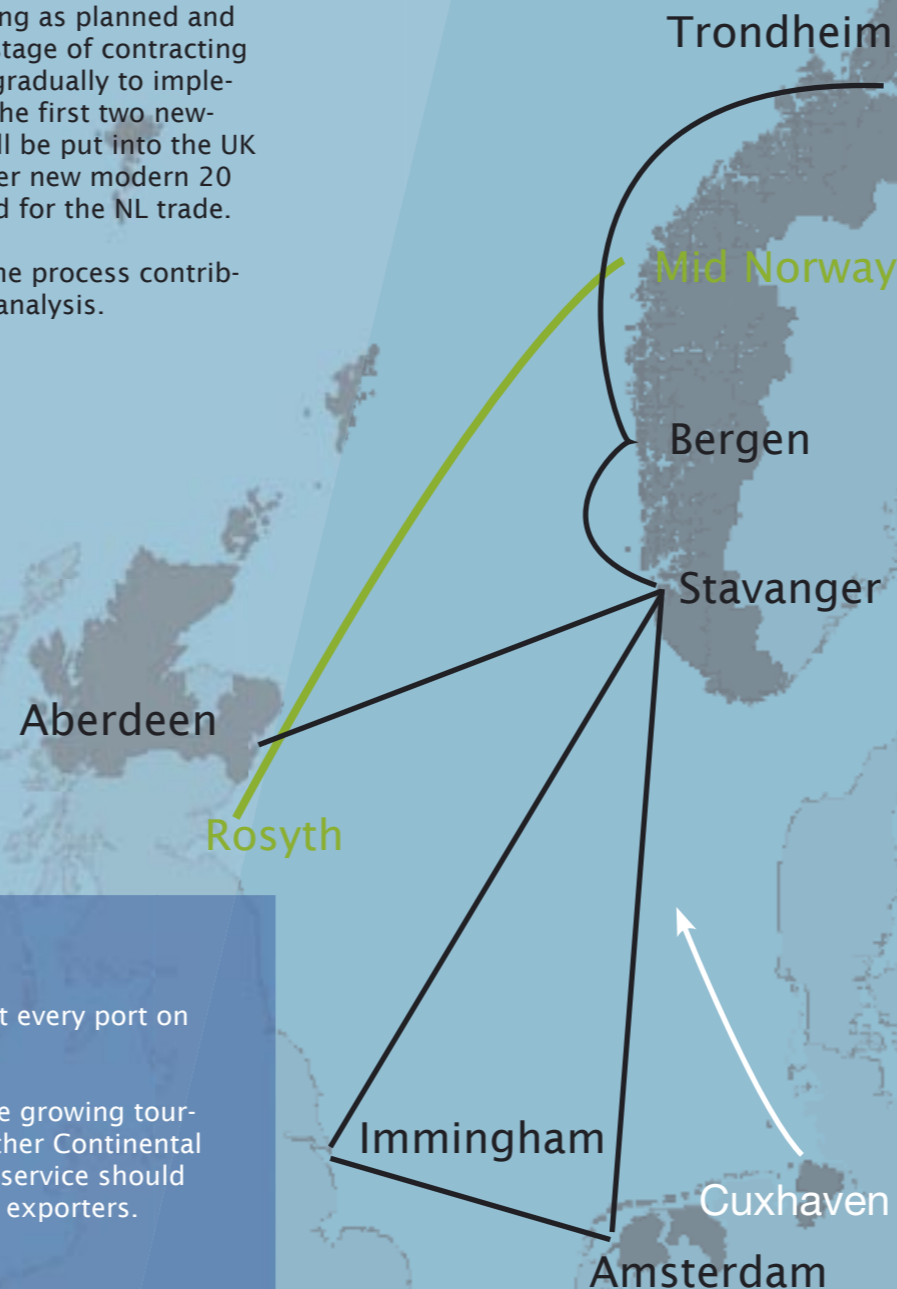 ng as planned and
tage of contracting
gradually to imple-
he first two new-
ll be put into the UK
er new modern 20
d for the NL trade.
he process contrib-
analysis.
Trondheim
Mid Norway
Bergen
Stavanger
Aberdeen
Rosyth
t every port on
e growing tour-
ther Continental
service should
exporters.
Immingham
Cuxhaven
Amsterdam